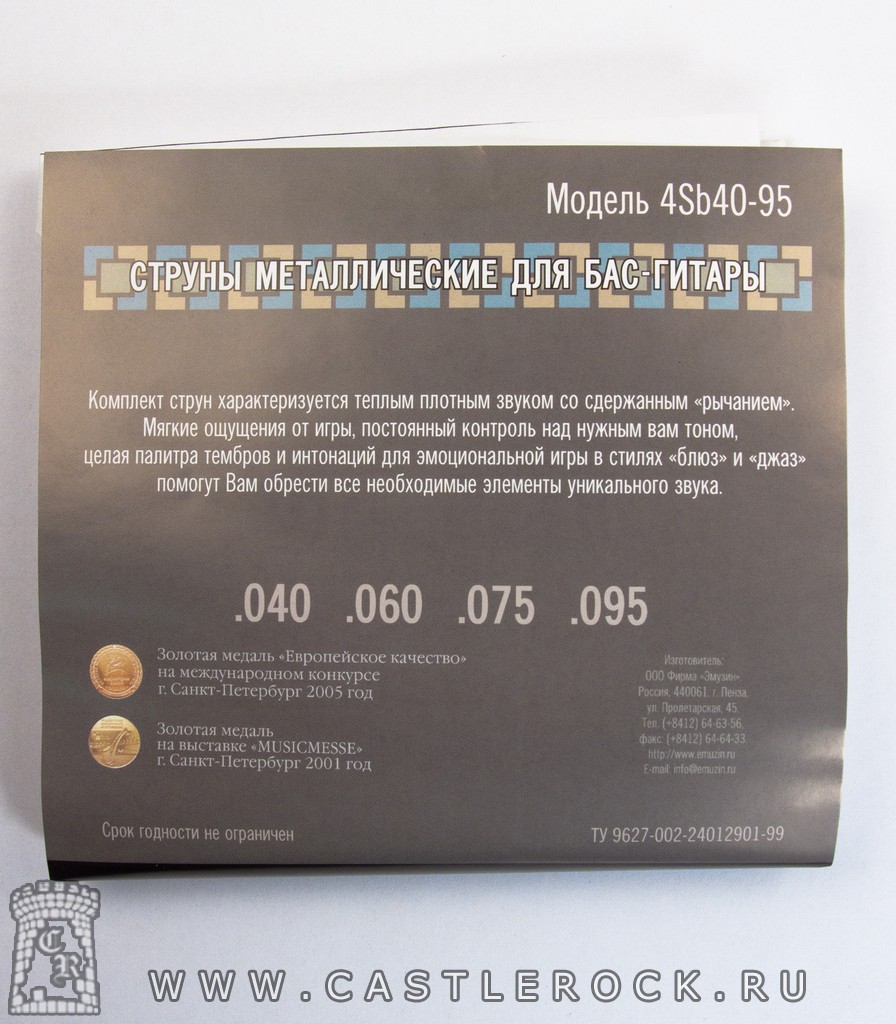 Модель 4Sb40-95
СТРУНЫ МЕТАЛЛИЧЕСКИЕ ДЛЯ БАС-ГИТАРЫ
Комплект струн характеризуется теплым плотным звуком со сдержанным «рычанием».
Мягкие ощущения от игры, постоянный контроль над нужным вам тоном,
целая палитра тембров и интонаций для эмоциональной игры в стилях «блюз» и «джаз»
помогут Вам обрести все необходимые элементы уникального звука.
.040 .060 .075 .095
Золотая медаль «Европейское качество»
на международном конкурсе
г. Санкт-Петербург 2005 год
Золотая медаль
на выставке «MUSICMESSE»
г. Санкт-Петербург 2001 год
Изготовитель:
ООО Фирма «Эмузин».
Россия, 440061. г. Пенза.
ул. Пролетарская, 45.
Тел. (+8412) 64-63-56,
факс: (+8412) 64-64-33.
http://www.emuzin.ru
E-mail: info@emuzin.ru
Срок годности не ограничен
ТУ 9627-002-24012901-99
CR
WWW.CASTLEROCK.RU